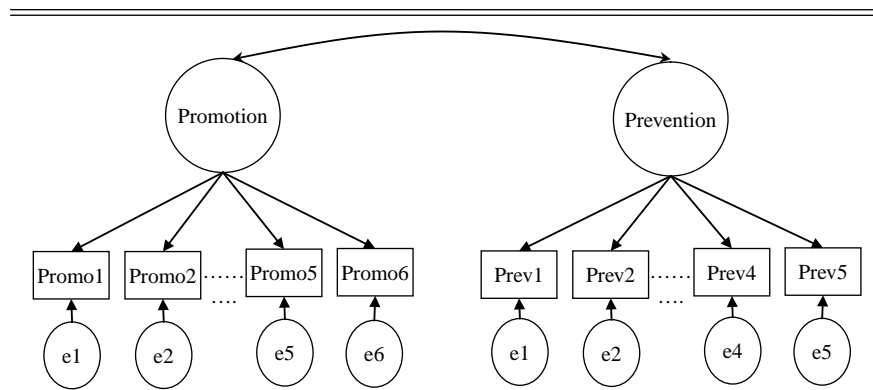 Promotion
Prevention
Promo1 Promo2 ...... Promo5 Promo6 Prev1 Prev2 ...... Prev4 Prev5
.... ....
e1 e2 e5 e6 e1 e2 e4 e5